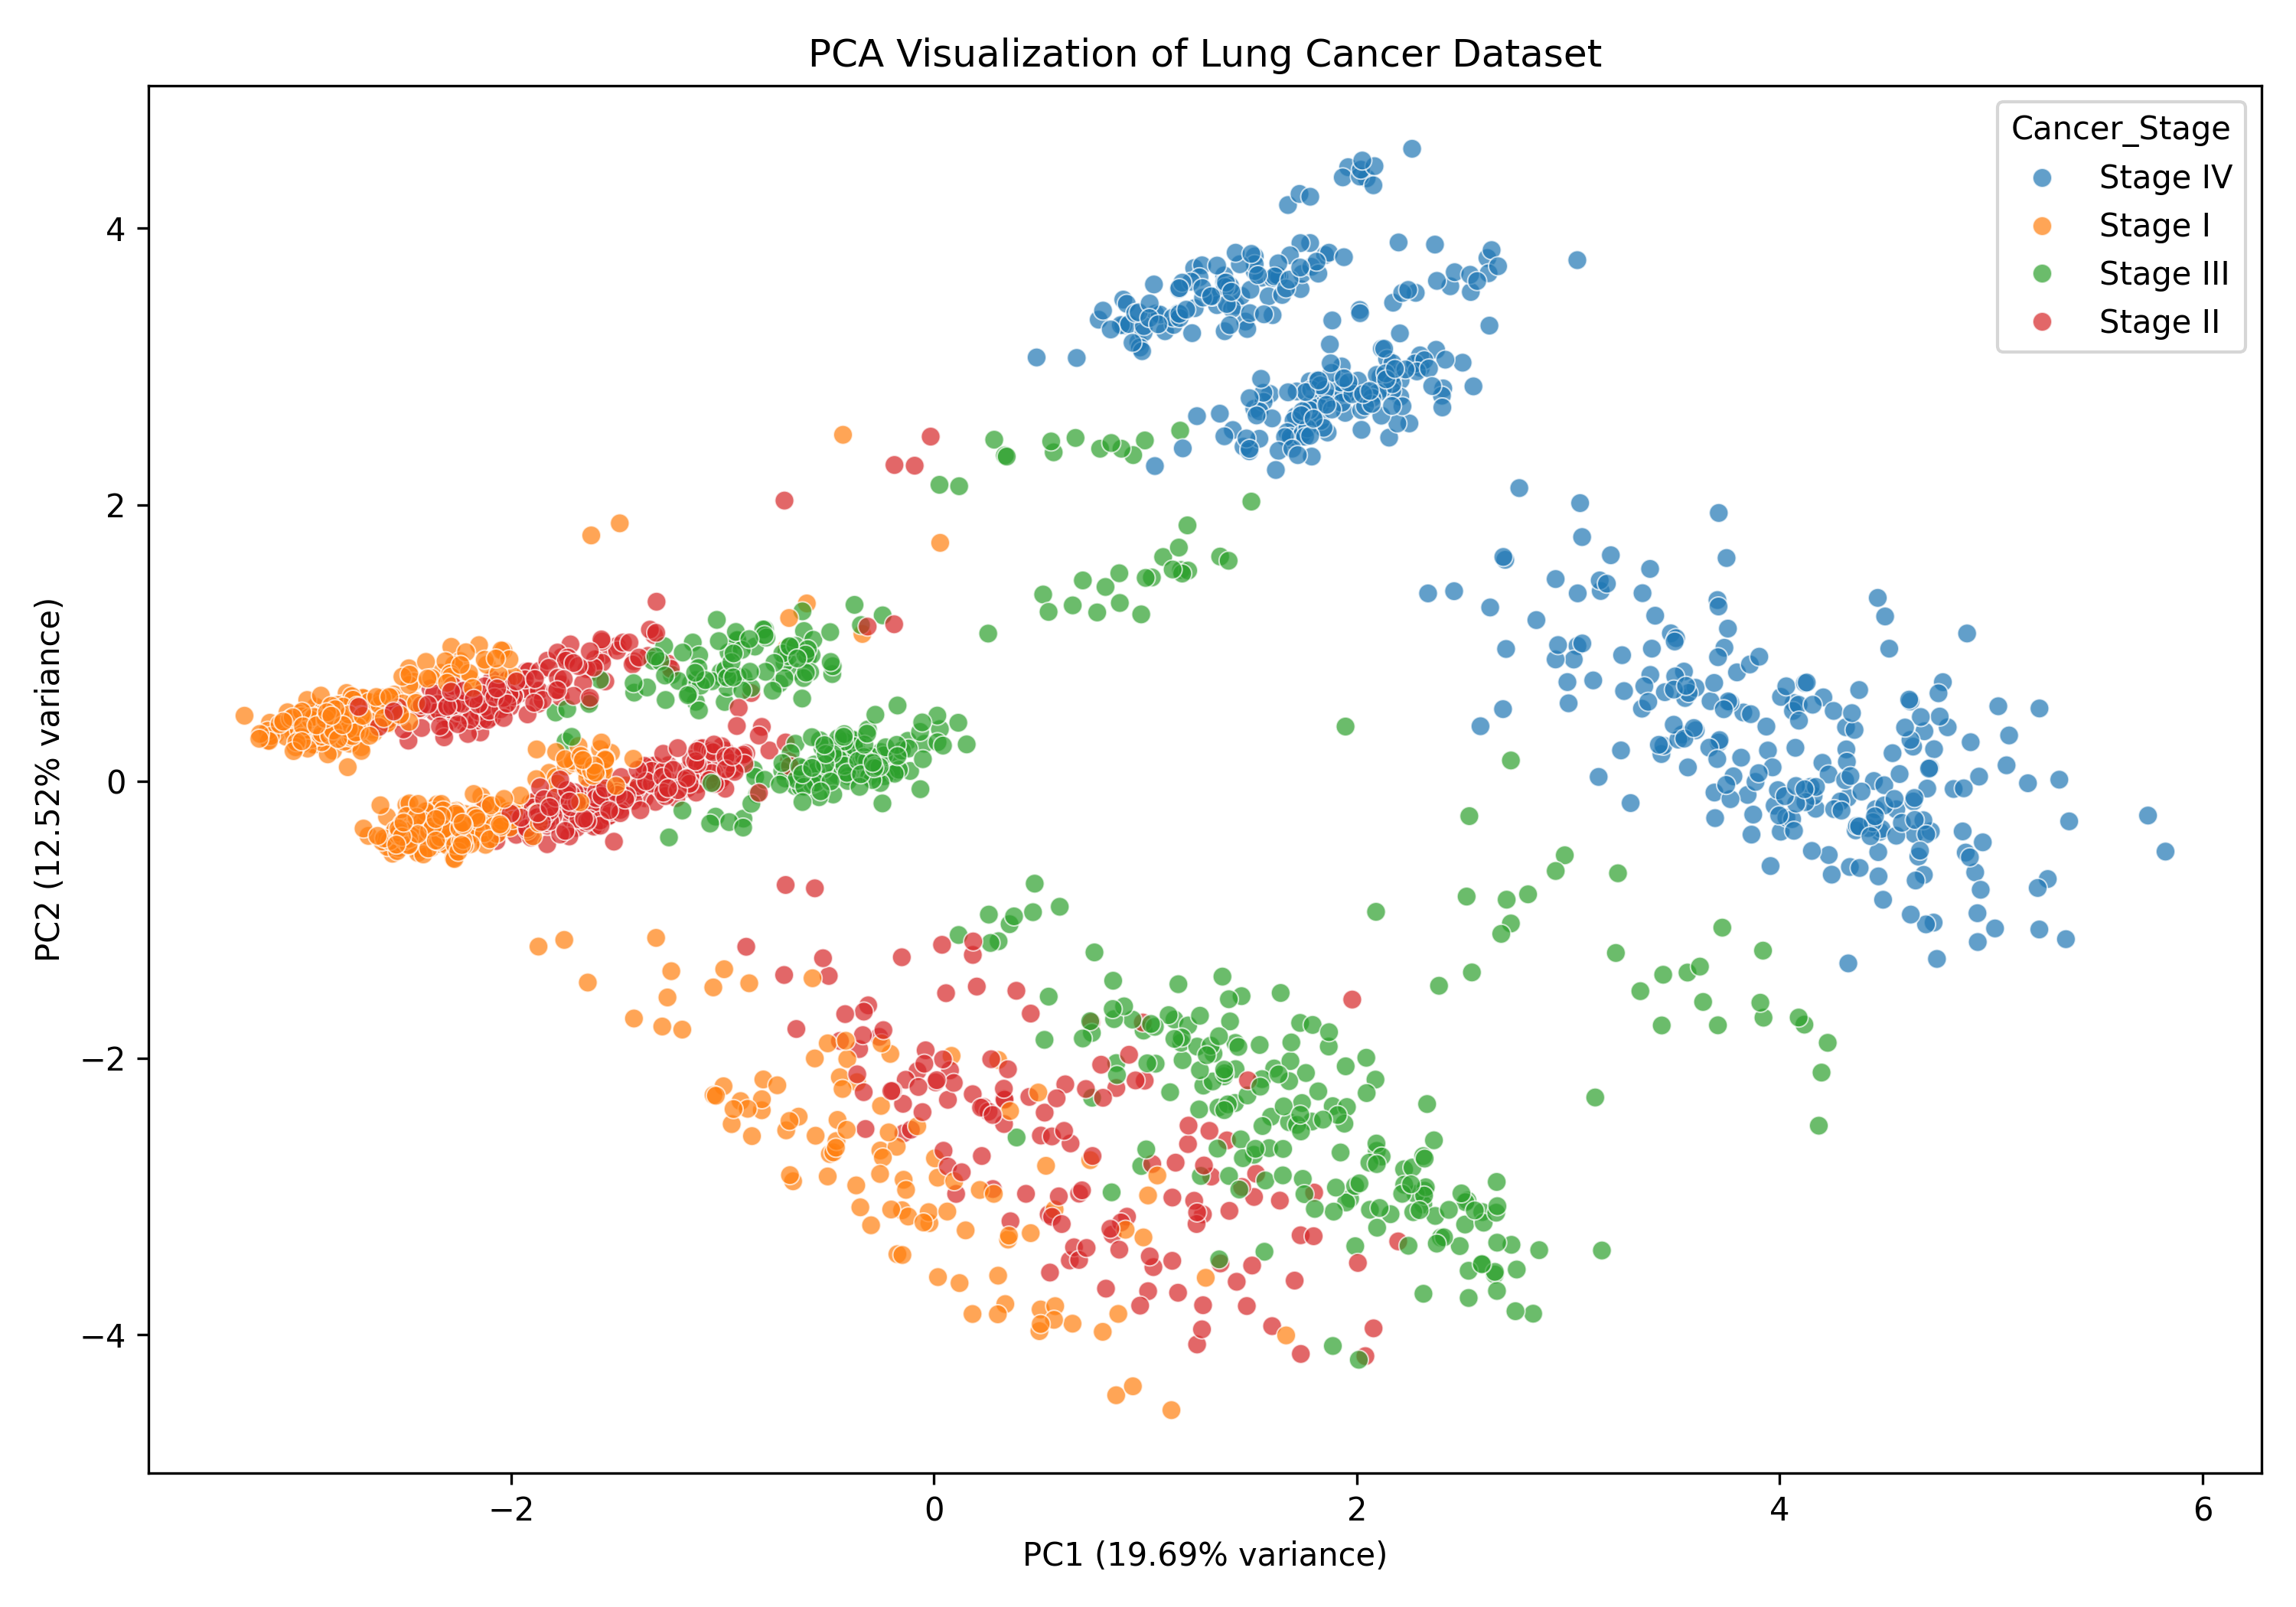 PCA Visualization of Lung Cancer Dataset
Cancer_Stage
Stage IV
Stage I
Stage III
Stage II
PC2 (12.52% variance)
4
2
0
−2
−4
−2
0
2
4
6
PC1 (19.69% variance)